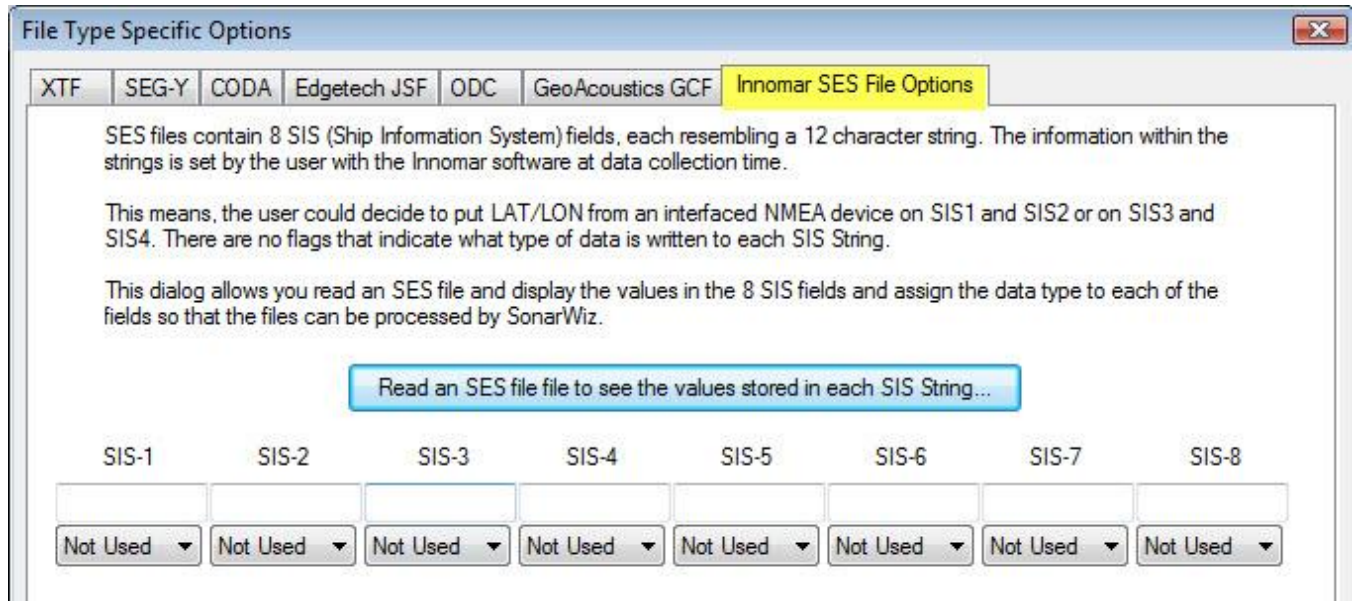 File Type Specific Options
XTF SEG-Y CODA Edgetech JSF ODC GeoAcoustics GCF Innomar SES File Options
SES files contain 8 SIS (Ship Information System) fields, each resembling a 12 character string. The information within the
strings is set by the user with the Innomar software at data collection time.
This means, the user could decide to put LAT/LON from an interfaced NMEA device on SIS1 and SIS2 or on SIS3 and
SIS4. There are no flags that indicate what type of data is written to each SIS String.
This dialog allows you read an SES file and display the values in the 8 SIS fields and assign the data type to each of the
fields so that the files can be processed by SonarWiz.
Read an SES file file to see the values stored in each SIS String...
SIS-1 SIS-2 SIS-3 SIS-4 SIS-5 SIS-6 SIS-7 SIS-8
Not Used Not Used Not Used Not Used Not Used Not Used Not Used Not Used